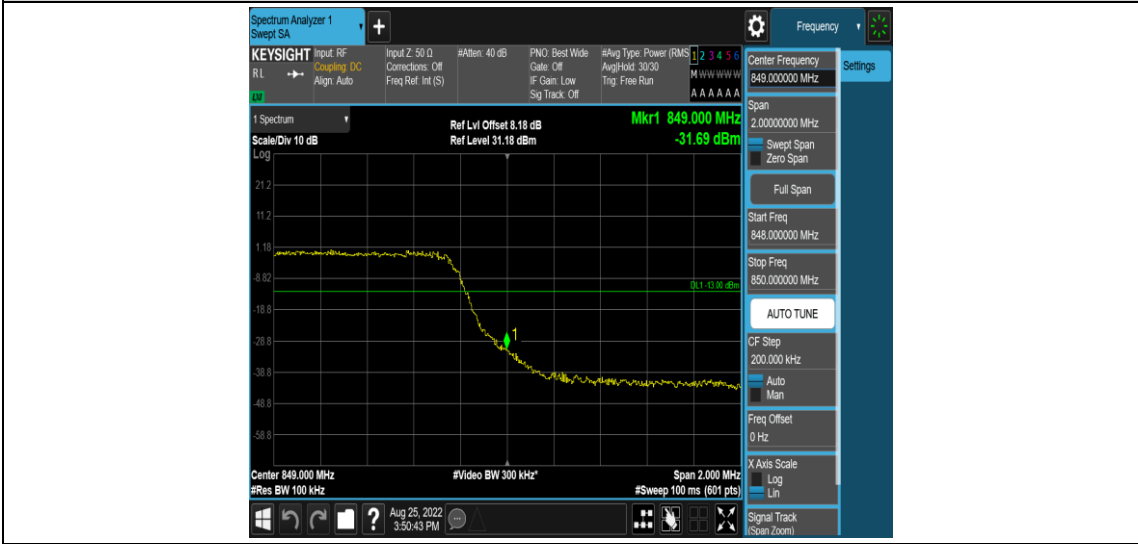 Spectrum Analyzer 1
Swept SA
+
Frequency
KEYSIGHT
RL
Input: RF
Coupling: DC
Align: Auto
Input Z: 50 Ω
Corrections: Off
Freq Ref: Int (S)
#Atten: 40 dB
PNO: Best Wide
Gate: Off
IF Gain: Low
Sig Track: Off
#Avg Type: Power (RMS
Avg|Hold: 30/30
Trig: Free Run
1 2 3 4 5 6
M W W W W W
A A A A A A
1 Spectrum
Scale/Div 10 dB
Log
Ref Lvl Offset 8.18 dB
Ref Level 31.18 dBm
Mkr1 849.000 MHz
-31.69 dBm
21.2
11.2
1.18
-8.82
-18.8
-28.8
-38.8
-48.8
-58.8
DL1 -13.00 dBm
1
Center 849.000 MHz
#Res BW 100 kHz
#Video BW 300 kHz*
Span 2.000 MHz
#Sweep 100 ms (601 pts)
?
Aug 25, 2022
3:50:43 PM
Center Frequency
849.000000 MHz
Settings
Span
2.00000000 MHz
Swept Span
Zero Span
Full Span
Start Freq
848.000000 MHz
Stop Freq
850.000000 MHz
AUTO TUNE
CF Step
200.000 kHz
Auto
Man
Freq Offset
0 Hz
X Axis Scale
Log
Lin
Signal Track
(Span Zoom)